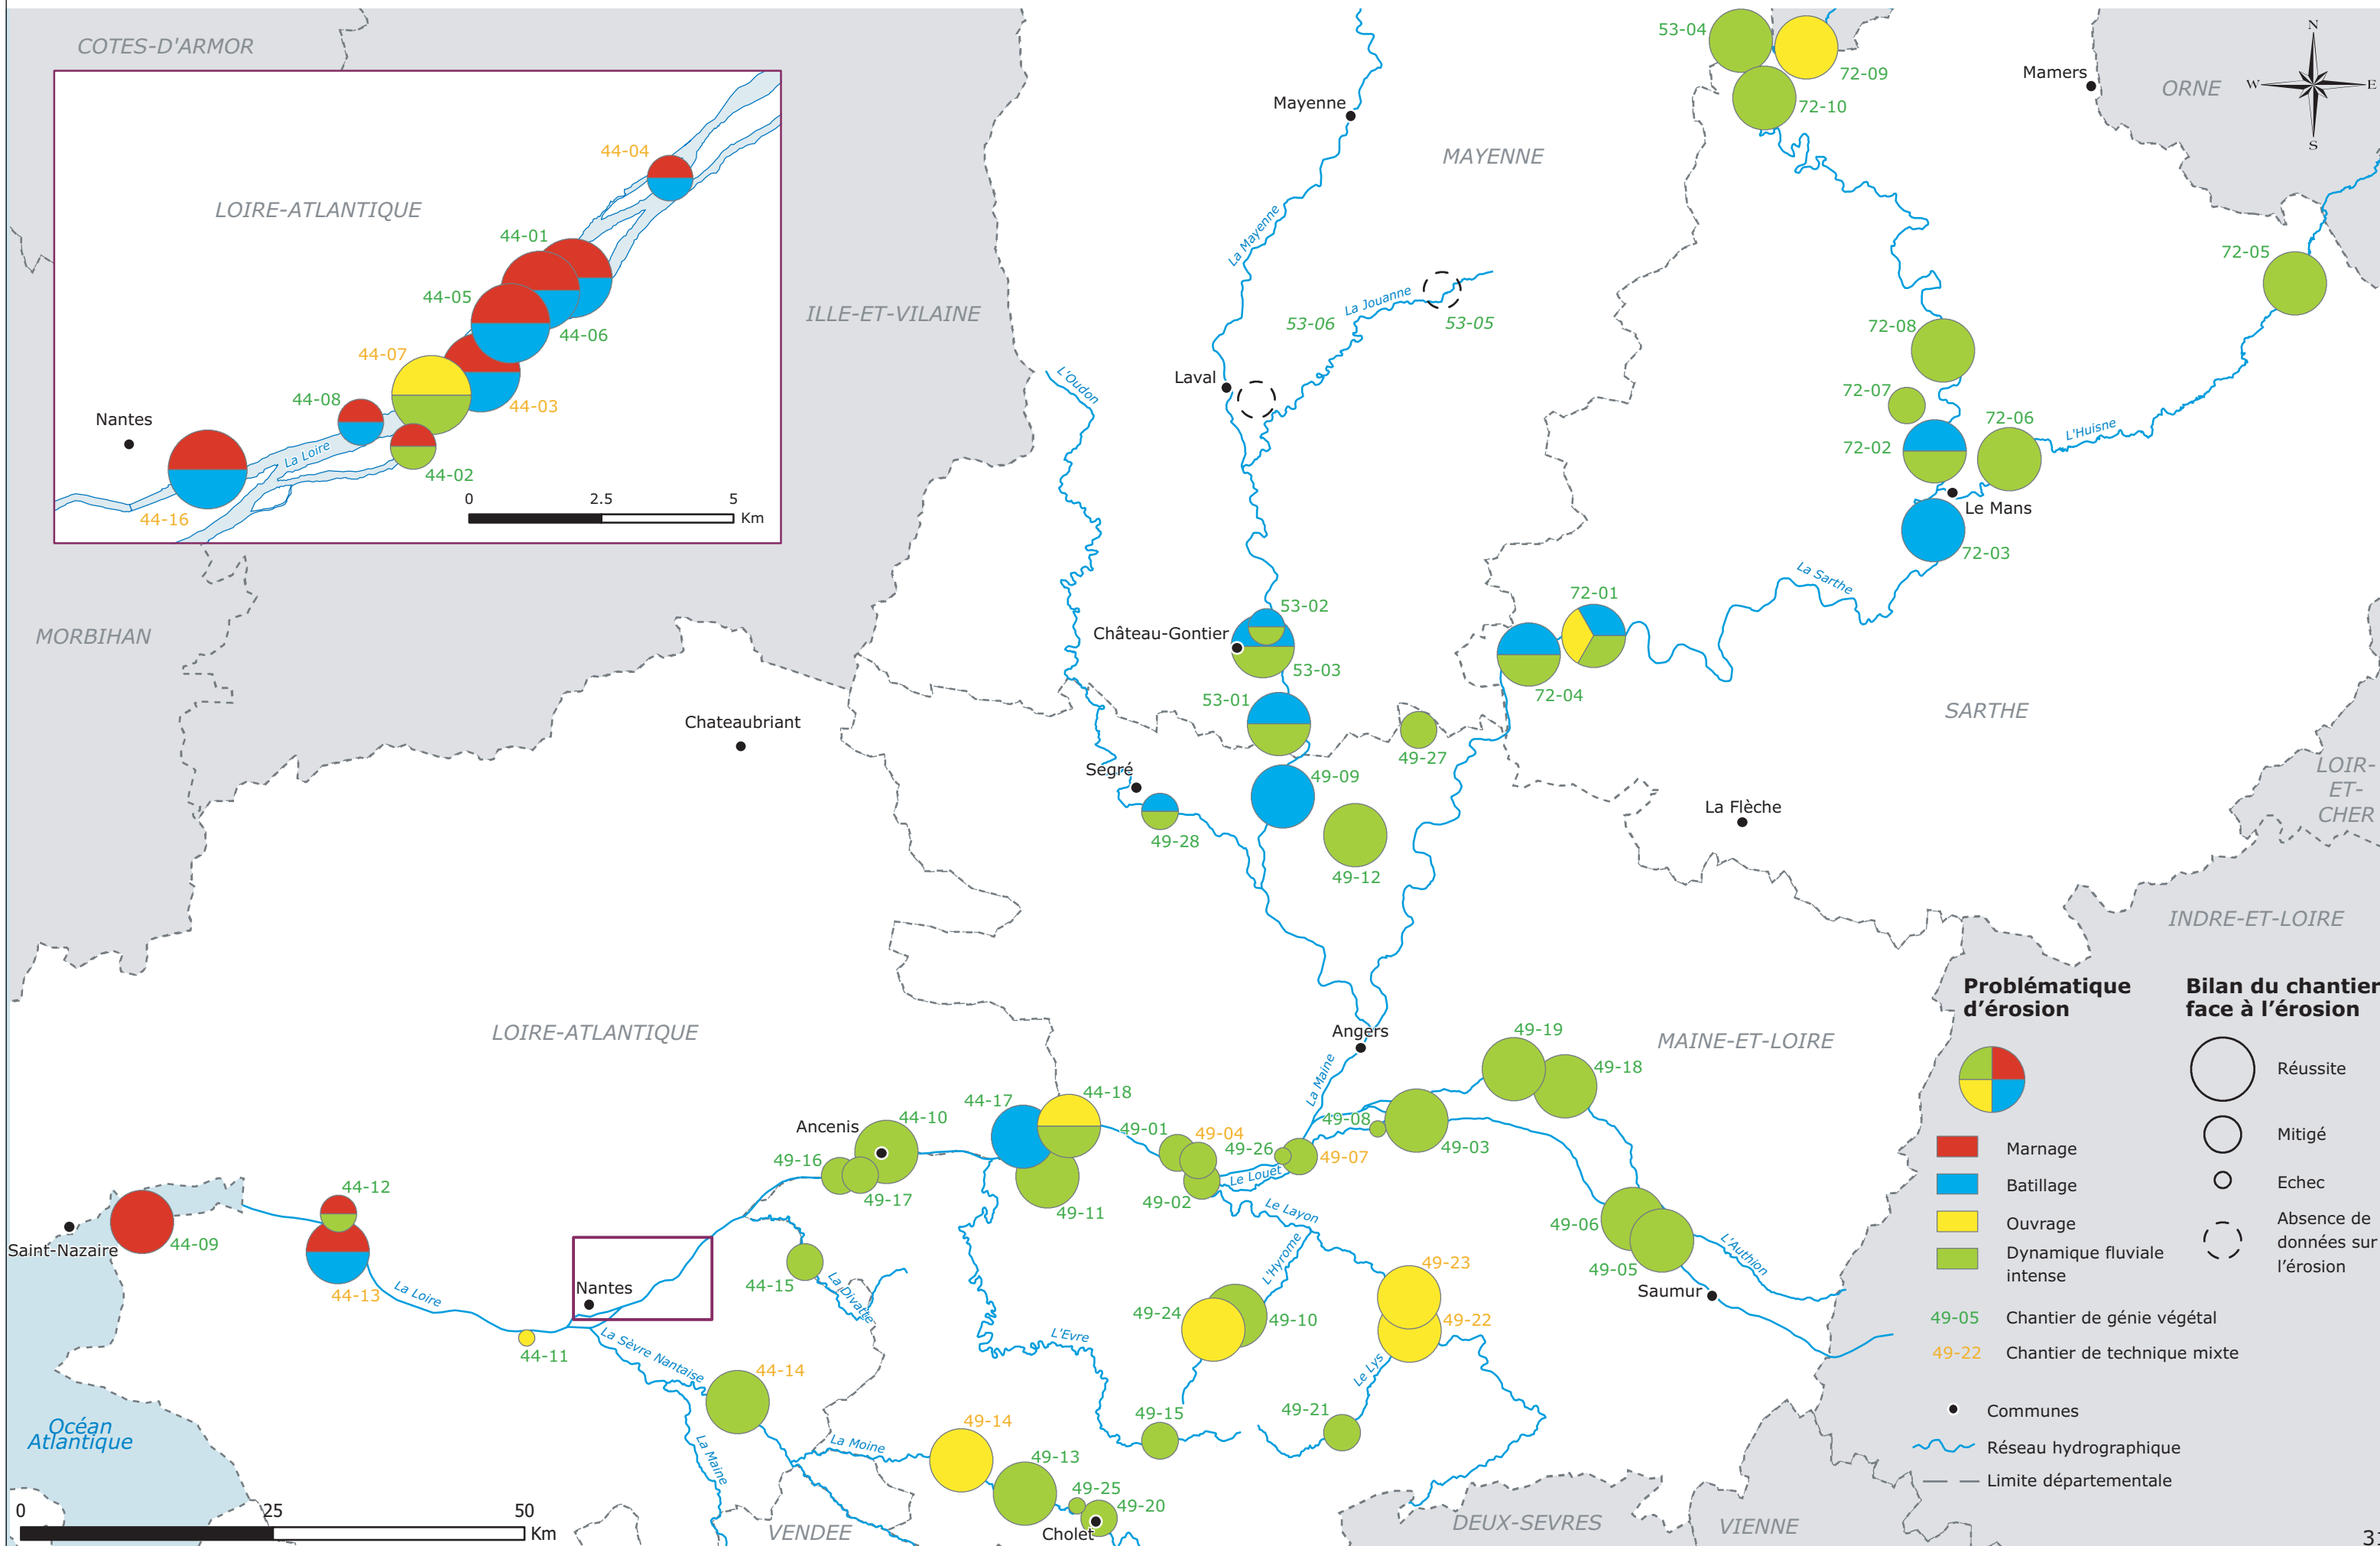 COTES-D'ARMOR
53-04
72-09
72-10
Mamers
ORNE
N
W
E
S
Mayenne
MAYENNE
44-04
LOIRE-ATLANTIQUE
44-01
44-05
44-06
44-07
44-03
44-08
Nantes
La Loire
44-02
44-16
0
2.5
5
Km
ILLE-ET-VILAINE
La Mayenne
La Jouanne
53-06
53-05
Laval
L'Oudon
72-05
72-08
72-07
72-06
72-02
L'Huisne
Le Mans
72-03
La Sarthe
72-01
72-04
SARTHE
MORBIHAN
53-02
Château-Gontier
53-03
53-01
49-27
Chateaubriant
Segré
49-09
49-28
49-12
La Flèche
LOIR-
ET-
CHER
INDRE-ET-LOIRE
LOIRE-ATLANTIQUE
Angers
MAINE-ET-LOIRE
La Maine
49-19
49-18
49-08
49-03
44-17
44-18
49-01
49-04
49-26
49-07
Le Louet
49-02
Ancenis
44-10
49-16
49-17
49-11
Le Layon
L'Hyrome
49-06
49-05
L'Authion
Saumur
44-12
44-09
Saint-Nazaire
44-13
La Loire
Nantes
44-15
La Divatte
44-11
La Sèvre Nantaise
44-14
La Maine
L'Evre
49-24
49-10
49-23
49-22
Le Lys
49-15
49-21
49-14
La Moine
49-13
49-25
49-20
Cholet
Océan
Atlantique
0
25
50
Km
VENDEE
DEUX-SEVRES
VIENNE
Problématique
d'érosion
Marnage
Batillage
Ouvrage
Dynamique fluviale
intense
Bilan du chantier
face à l'érosion
Réussite
Mitigé
Echec
Absence de
données sur
l'érosion
49-05
Chantier de génie végétal
49-22
Chantier de technique mixte
Communes
Réseau hydrographique
Limite départementale